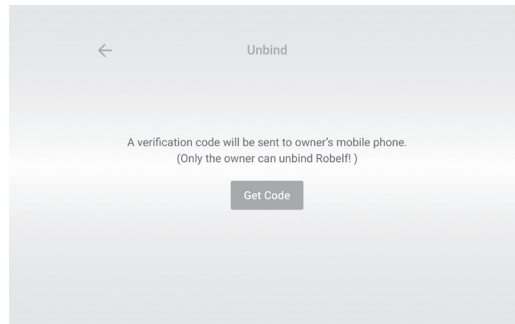 Unbind
A verification code will be sent to owner's mobile phone.
(Only the owner can unbind Robelf! )
Get Code